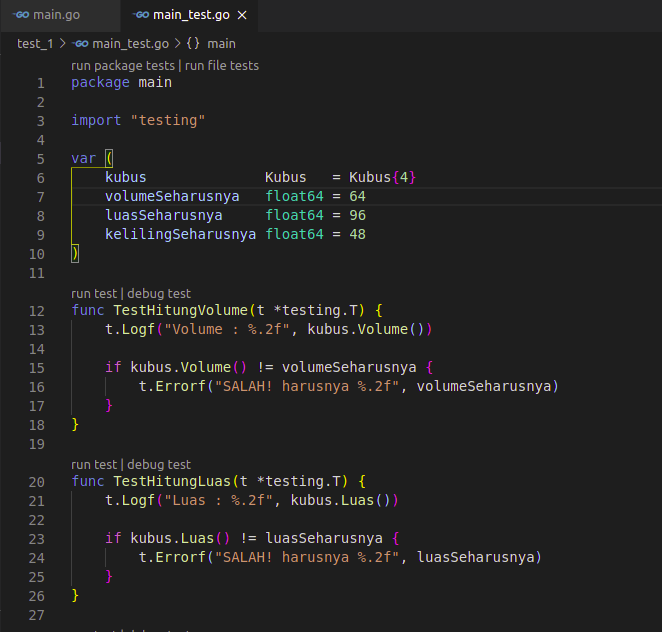 main.go main_test.go
test_1 > main_test.go > {} main
run package tests | run file tests
1 package main
2
3 import "testing"
4
5 var (
6 kubus Kubus = Kubus{4}
7 volumeSeharusnya float64 = 64
8 luasSeharusnya float64 = 96
9 kelilingSeharusnya float64 = 48
10 )
11
run test | debug test
12 func TestHitungVolume(t *testing.T) {
13 t.Logf("Volume : %.2f", kubus.Volume())
14
15 if kubus.Volume() != volumeSeharusnya {
16 t.Errorf("SALAH! harusnya %.2f", volumeSeharusnya)
17 }
18 }
19
run test | debug test
20 func TestHitungLuas(t *testing.T) {
21 t.Logf("Luas : %.2f", kubus.Luas())
22
23 if kubus.Luas() != luasSeharusnya {
24 t.Errorf("SALAH! harusnya %.2f", luasSeharusnya)
25 }
26 }
27